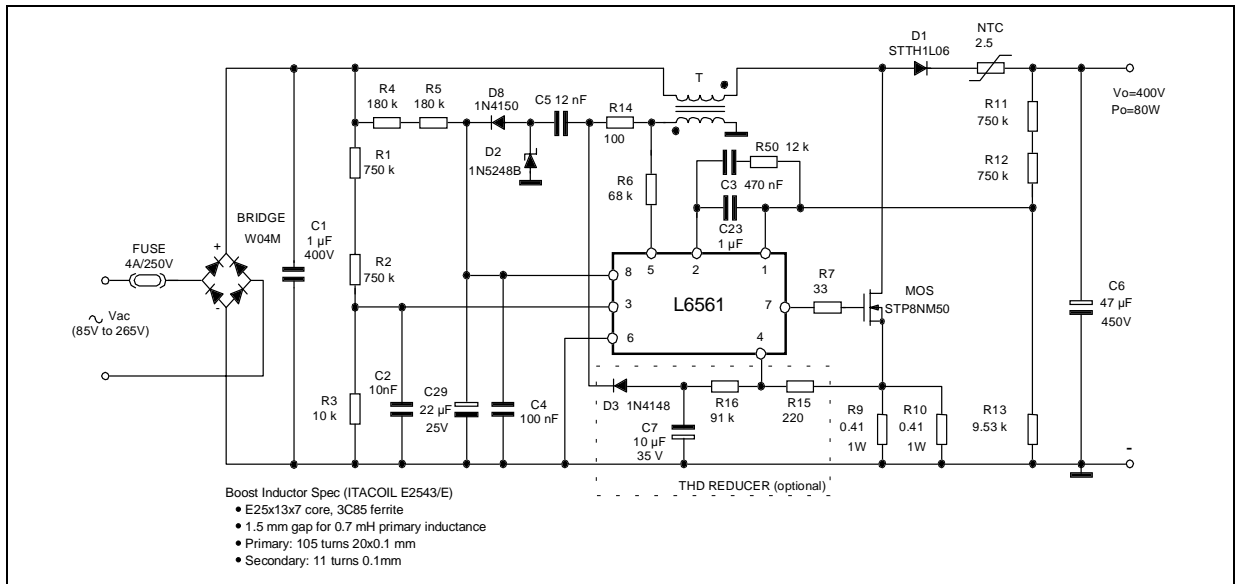 D1
STTH1L06
NTC
2.5
T
R4
180 k
R5
180 k
D8
1N4150
C5 12 nF
R14
100
Vo=400V
Po=80W
R11
750 k
D2
1N5248B
R50 12 k
R1
750 k
R6
68 k
C3
470 nF
R12
750 k
BRIDGE
W04M
C1
1 µF
400V
C23
1 µF
FUSE
4A/250V
+
-
R2
750 k
5
2
1
8
3
6
L6561
7
4
R7
33
MOS
STP8NM50
C6
47 µF
450V
~ Vac
(85V to 265V)
R3
10 k
C2
10nF
C29
22 µF
25V
C4
100 nF
D3 1N4148
R16
91 k
R15
220
C7
10 µF
35 V
R9
0.41
1W
R10
0.41
1W
R13
9.53 k
-
THD REDUCER (optional)
Boost Inductor Spec (ITACOIL E2543/E)
• E25x13x7 core, 3C85 ferrite
• 1.5 mm gap for 0.7 mH primary inductance
• Primary: 105 turns 20x0.1 mm
• Secondary: 11 turns 0.1mm